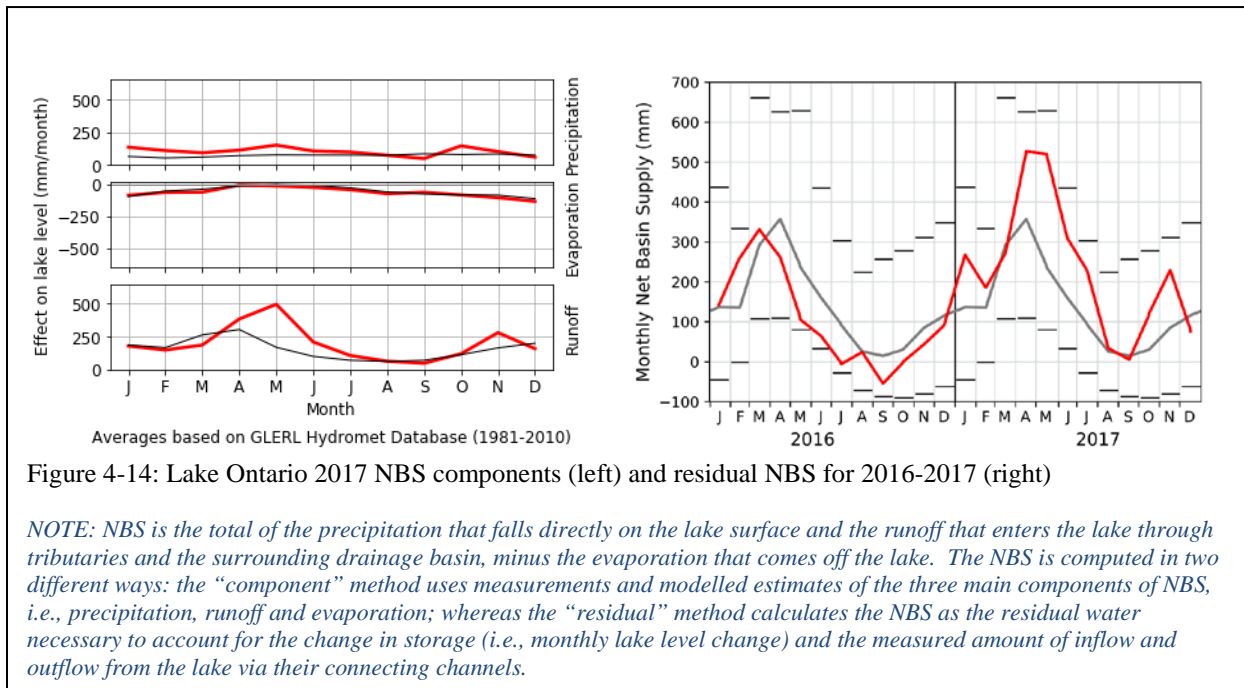 Effect on lake level (mm/month)
500
250
0
Precipitation
0
−250
−500
Evaporation
500
250
0
Runoff
J F M A M J J A S O N D
Month
Averages based on GLERL Hydromet Database (1981-2010)
Monthly Net Basin Supply (mm)
700
600
500
400
300
200
100
0
−100
J F M A M J J A S O N D J F M A M J J A S O N D
2016 2017
Figure 4-14: Lake Ontario 2017 NBS components (left) and residual NBS for 2016-2017 (right)
NOTE: NBS is the total of the precipitation that falls directly on the lake surface and the runoff that enters the lake through
tributaries and the surrounding drainage basin, minus the evaporation that comes off the lake. The NBS is computed in two
different ways: the “component” method uses measurements and modelled estimates of the three main components of NBS,
i.e., precipitation, runoff and evaporation; whereas the “residual” method calculates the NBS as the residual water
necessary to account for the change in storage (i.e., monthly lake level change) and the measured amount of inflow and
outflow from the lake via their connecting channels.